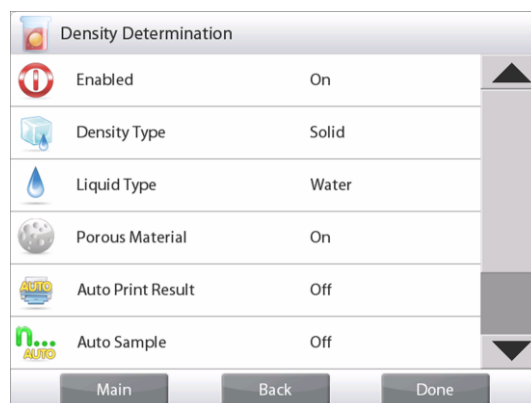 Density Determination
Enabled On
Density Type Solid
Liquid Type Water
Porous Material On
AUTO Auto Print Result Off
n... AUTO Auto Sample Off
Main Back Done